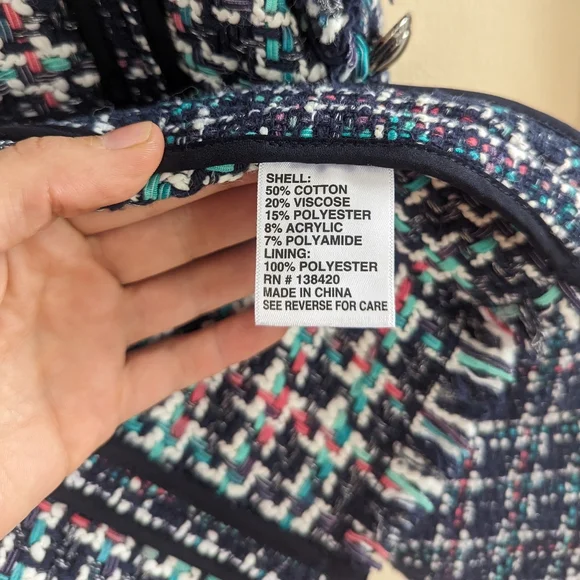 SHELL:
50% COTTON
20% VISCOSE
15% POLYESTER
8% ACRYLIC
7% POLYAMIDE
LINING:
100% POLYESTER
RN # 138420
MADE IN CHINA
SEE REVERSE FOR CARE